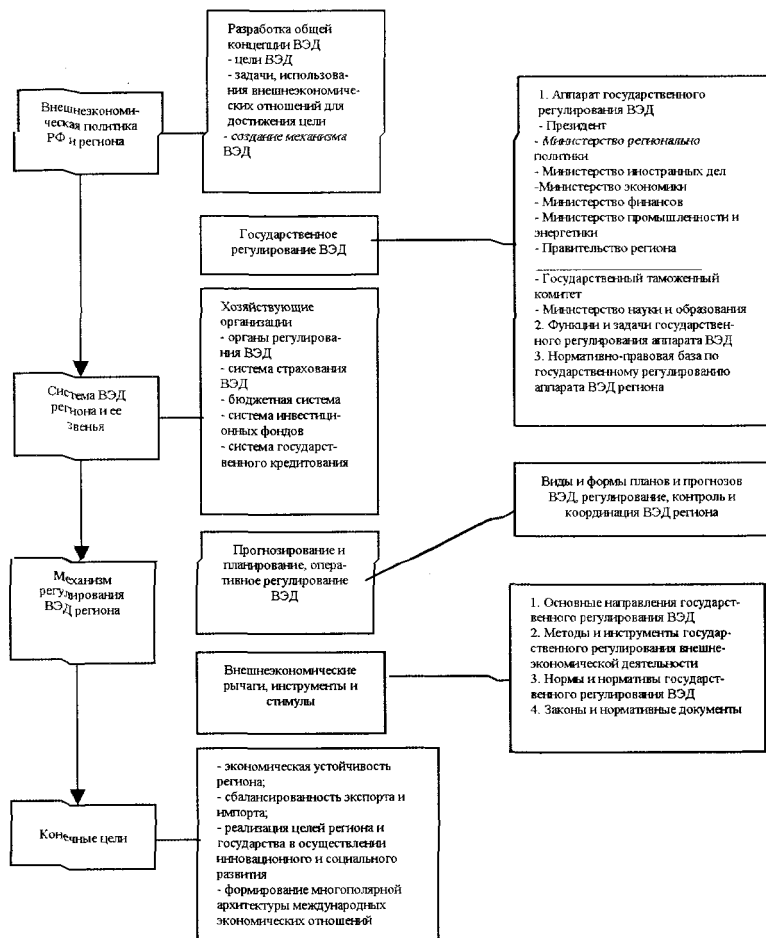 Разработка общей
концепции ВЭД
- цели ВЭД
- задачи, использова-
ния внешнеэкономиче-
ских отношений для
достижения цели
- создание механизма
ВЭД
Внешнеэкономи-
ческая политика
РФ и региона
1. Аппарат государственного
регулирования ВЭД
- Президент
- Министерство регионально
политики
- Министерство иностранных дел
-Министерство экономики
- Министерство финансов
- Министерство промышленности и
энергетики
- Правительство региона
- Государственный таможенный
комитет
- Министерство науки и образования
2. Функции и задачи государствен-
ного регулирования аппарата ВЭД
3. Нормативно-правовая база по
государственному регулированию
аппарата ВЭД региона
Государственное
регулирование ВЭД
Хозяйствующие
организации
- органы регулирова-
ния ВЭД
- система страхования
ВЭД
- бюджетная система
- система инвестици-
онных фондов
- система государст-
венного кредитования
Система ВЭД
региона и ее
звенья
Виды и формы планов и прогнозов
ВЭД, регулирование, контроль и
координация ВЭД региона
Прогнозирование и
планирование, опе-
ративное регулирование
ВЭД
Механизм
регулирования
ВЭД региона
1. Основные направления государст-
венного регулирования ВЭД
2. Методы и инструменты государ-
ственного регулирования внешне-
экономической деятельности
3. Нормы и нормативы государст-
венного регулирования ВЭД
4. Законы и нормативные документы
Внешнеэкономические
рычаги, инструменты и
стимулы
- экономическая устойчивость
региона;
- сбалансированность экспорта и
импорта;
- реализация целей региона и
государства в осуществлении
инновационного и социального
развития
- формирование многополярной
архитектуры международных
экономических отношений
Конечные цели